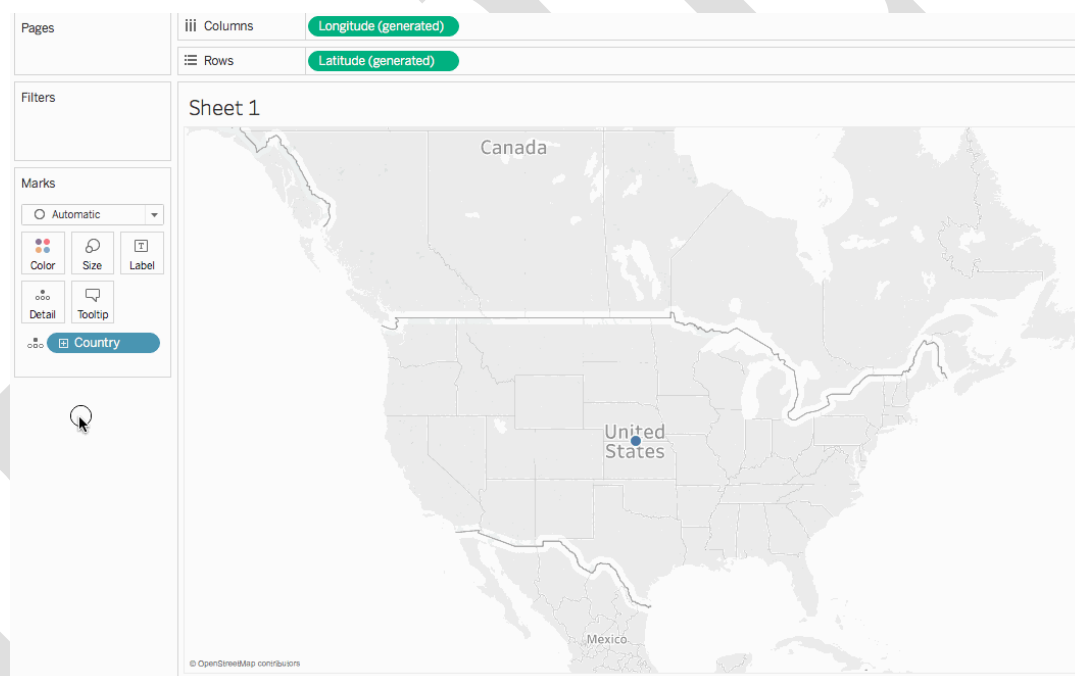 Pages
Columns
Longitude (generated)
Rows
Latitude (generated)
Filters
Sheet 1
Marks
Automatic
Color
Size
T
Label
Detail
Tooltip
Country
Canada
United
States
Mexico
© OpenStreetMap contributors